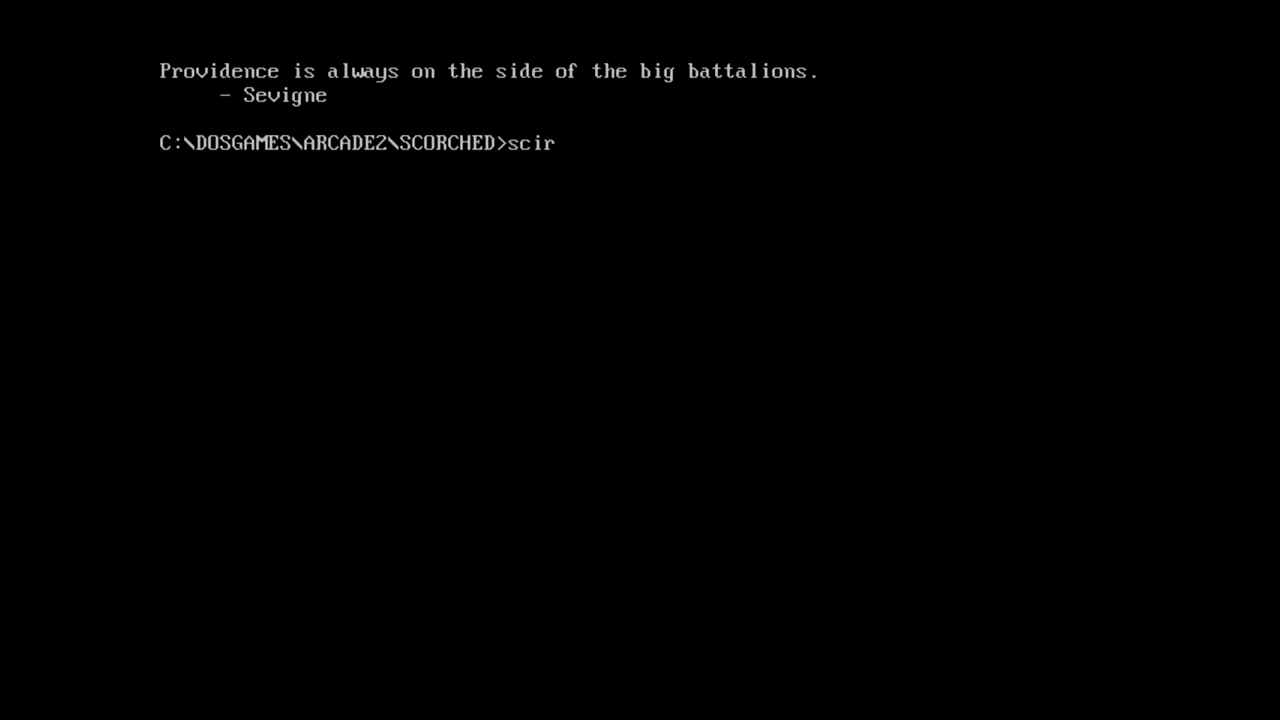 Providence is always on the side of the big battalions.
- Sevigne
C:\DOSGAMES\ARCADE2\SCORCHED>scir